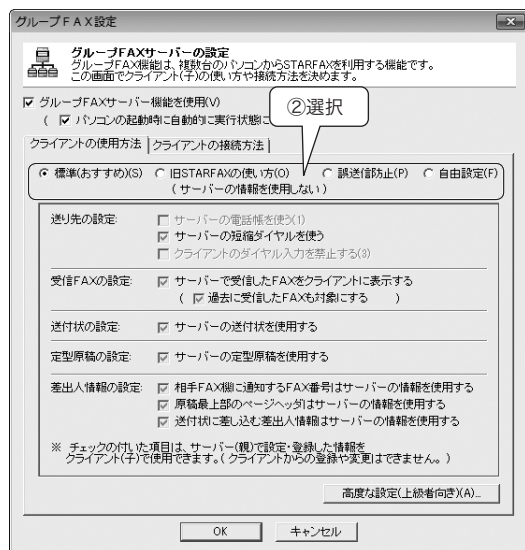 グループFAX設定
グループFAXサーバーの設定
グループFAX機能は、複数台のパソコンからSTARFAXを利用する機能です。
この画面でクライアント(子)の使い方や接続方法を決めます。
グループFAXサーバー機能を使用(V)
( パソコンの起動時に自動的に実行状態に
②選択
クライアントの使用方法 クライアントの接続方法
標準(おすすめ)(S) 旧STARFAXの使い方(O) 誤送信防止(P) 自由設定(F)
(サーバーの情報を使用しない)
送り先の設定: サーバーの電話帳を使う(1)
サーバーの短縮ダイヤルを使う
クライアントのダイヤル入力を禁止する(3)
受信FAXの設定: サーバーで受信したFAXをクライアントに表示する
( 過去に受信したFAXも対象にする )
送付状の設定: サーバーの送付状を使用する
定型原稿の設定: サーバーの定型原稿を使用する
差出人情報の設定: 相手FAX機に通知するFAX番号はサーバーの情報を使用する
原稿最上部のページヘッダはサーバーの情報を使用する
送付状に差し込む差出人情報はサーバーの情報を使用する
※ チェックの付いた項目は、サーバー(親)で設定・登録した情報を
クライアント(子)で使用できます。(クライアントからの登録や変更はできません。)
高度な設定(上級者向き)(A)...
OK キャンセル